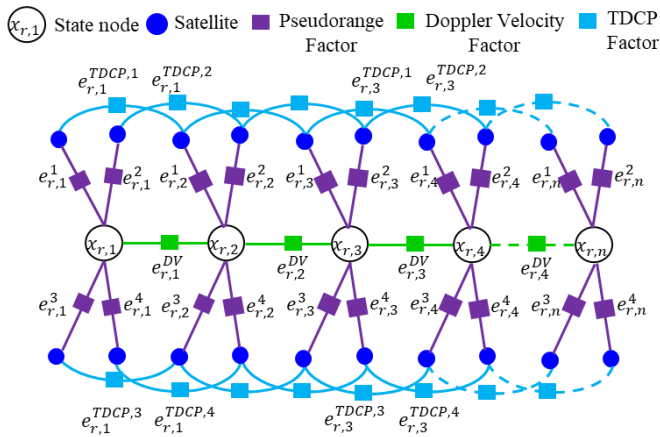 x_{r,1} State node Satellite Pseudorange Factor Doppler Velocity Factor TDCP Factor
e_{r,1}^{TDCP,1} e_{r,1}^{TDCP,2} e_{r,3}^{TDCP,1} e_{r,3}^{TDCP,2}
e_{r,1}^{1} e_{r,1}^{2} e_{r,2}^{1} e_{r,2}^{2} e_{r,3}^{1} e_{r,3}^{2} e_{r,4}^{1} e_{r,4}^{2} e_{r,n}^{1} e_{r,n}^{2}
x_{r,1} x_{r,2} x_{r,3} x_{r,4} x_{r,n}
e_{r,1}^{DV} e_{r,2}^{DV} e_{r,3}^{DV} e_{r,4}^{DV}
e_{r,1}^{3} e_{r,1}^{4} e_{r,2}^{3} e_{r,2}^{4} e_{r,3}^{3} e_{r,3}^{4} e_{r,4}^{3} e_{r,4}^{4} e_{r,n}^{3} e_{r,n}^{4}
e_{r,1}^{TDCP,3} e_{r,1}^{TDCP,4} e_{r,3}^{TDCP,3} e_{r,3}^{TDCP,4}